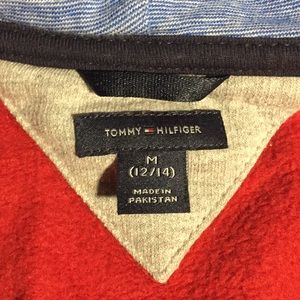 TOMMY HILFIGER
M
(12/14)
MADE IN
PAKISTAN